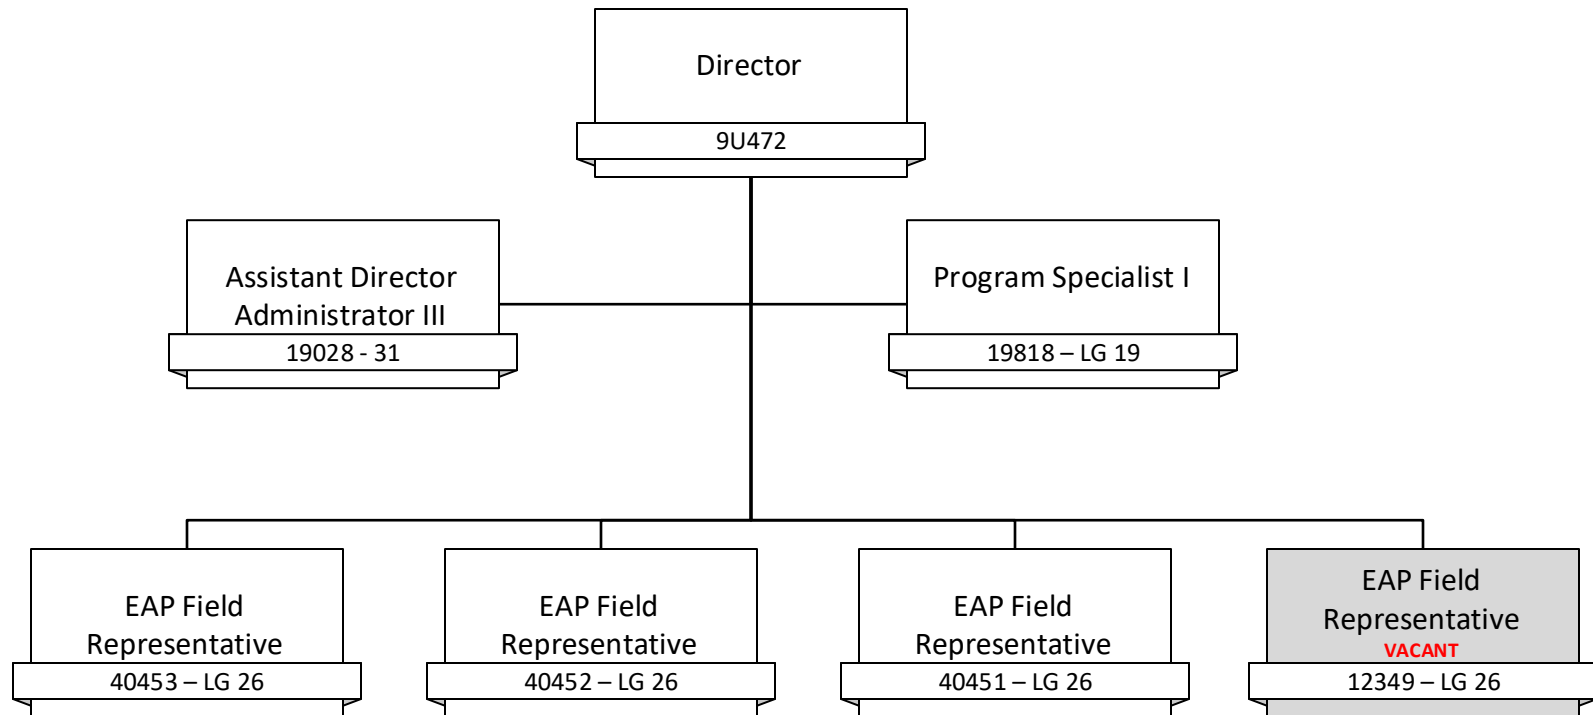 Director
9U472
Assistant Director
Administrator III
19028 - 31
Program Specialist I
19818 – LG 19
EAP Field
Representative
40453 – LG 26
EAP Field
Representative
40452 – LG 26
EAP Field
Representative
40451 – LG 26
EAP Field
Representative
VACANT
12349 – LG 26